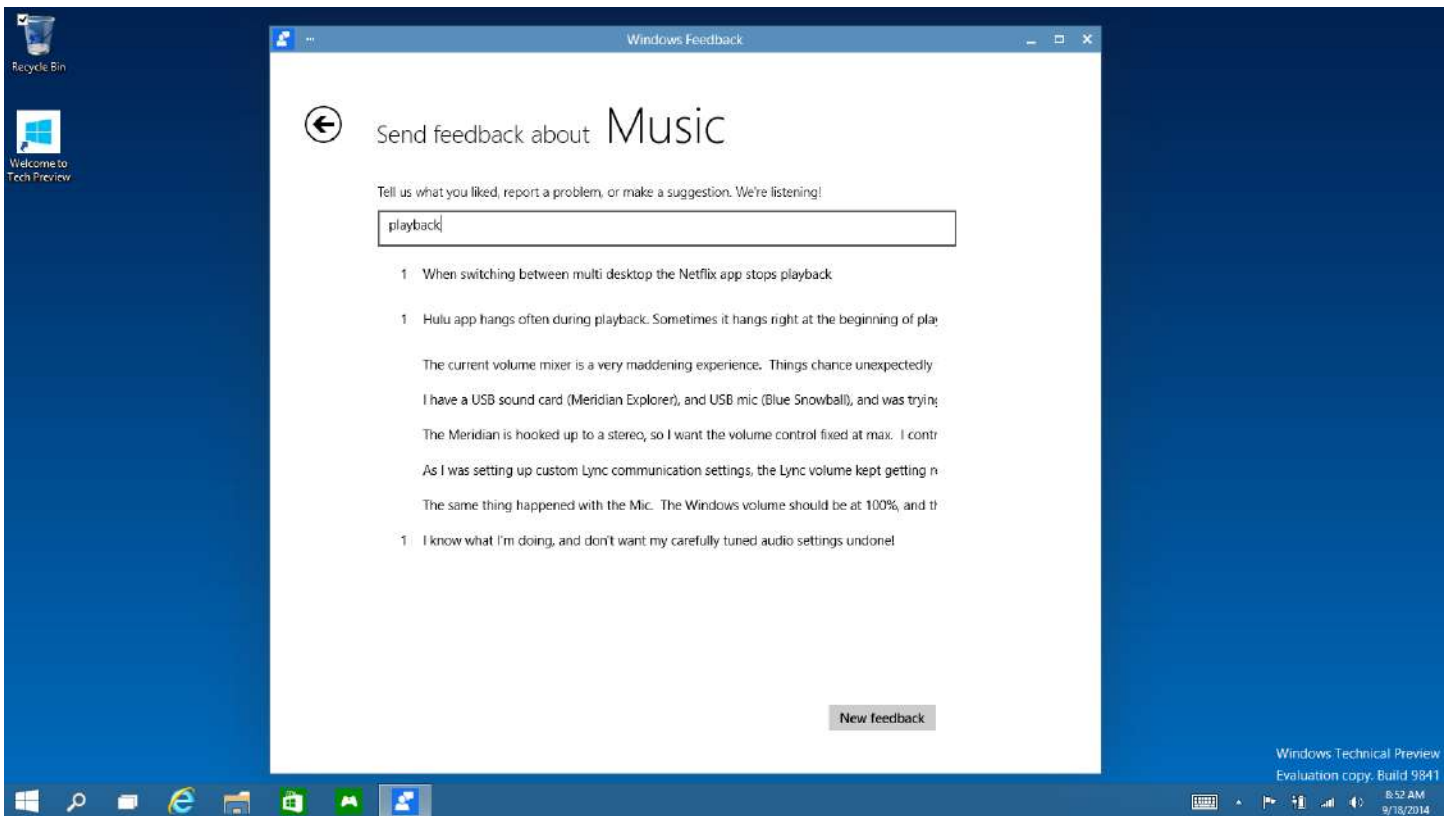 Recycle Bin
Welcome to
Tech Preview
Windows Feedback
Send feedback about Music
Tell us what you liked, report a problem, or make a suggestion. We're listening!
playback
1 When switching between multi desktop the Netflix app stops playback
1 Hulu app hangs often during playback. Sometimes it hangs right at the beginning of play
The current volume mixer is a very maddening experience. Things chance unexpectedly
I have a USB sound card (Meridian Explorer), and USB mic (Blue Snowball), and was trying
The Meridian is hooked up to a stereo, so I want the volume control fixed at max. I contr
As I was setting up custom Lync communication settings, the Lync volume kept getting re
The same thing happened with the Mic. The Windows volume should be at 100%, and th
1 I know what I'm doing, and don't want my carefully tuned audio settings undone!
New feedback
Windows Technical Preview
Evaluation copy. Build 9841
8:52 AM
9/18/2014